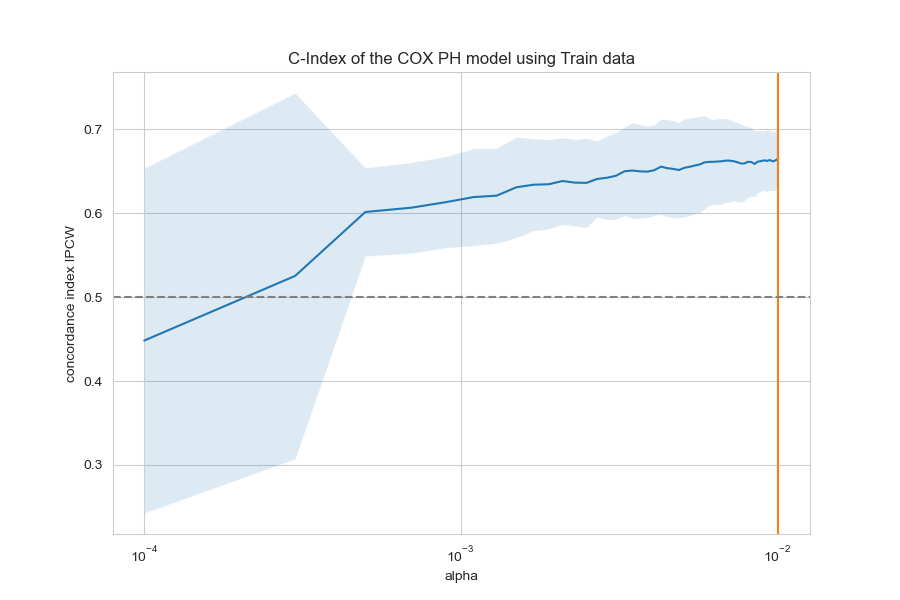 C-Index of the COX PH model using Train data
concordance index IPCW
0.7
0.6
0.5
0.4
0.3
10⁻⁴
10⁻³
10⁻²
alpha